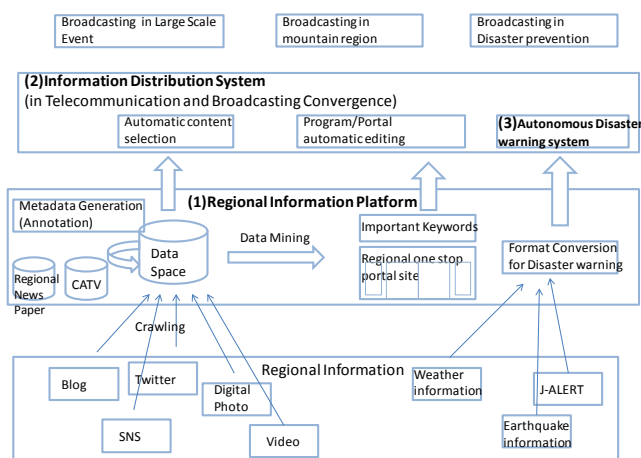 Broadcasting in Large Scale
Event
Broadcasting in
mountain region
Broadcasting in
Disaster prevention
(2)Information Distribution System
(in Telecommunication and Broadcasting Convergence)
Automatic content
selection
Program/Portal
automatic editing
(3)Autonomous Disaster
warning system
(1)Regional Information Platform
Metadata Generation
(Annotation)
Regional
News
Paper
CATV
Data
Space
Data Mining
Important Keywords
Regional one stop
portal site
Format Conversion
for Disaster warning
Crawling
Regional Information
Blog
Twitter
Digital
Photo
SNS
Video
Weather
information
J-ALERT
Earthquake
information